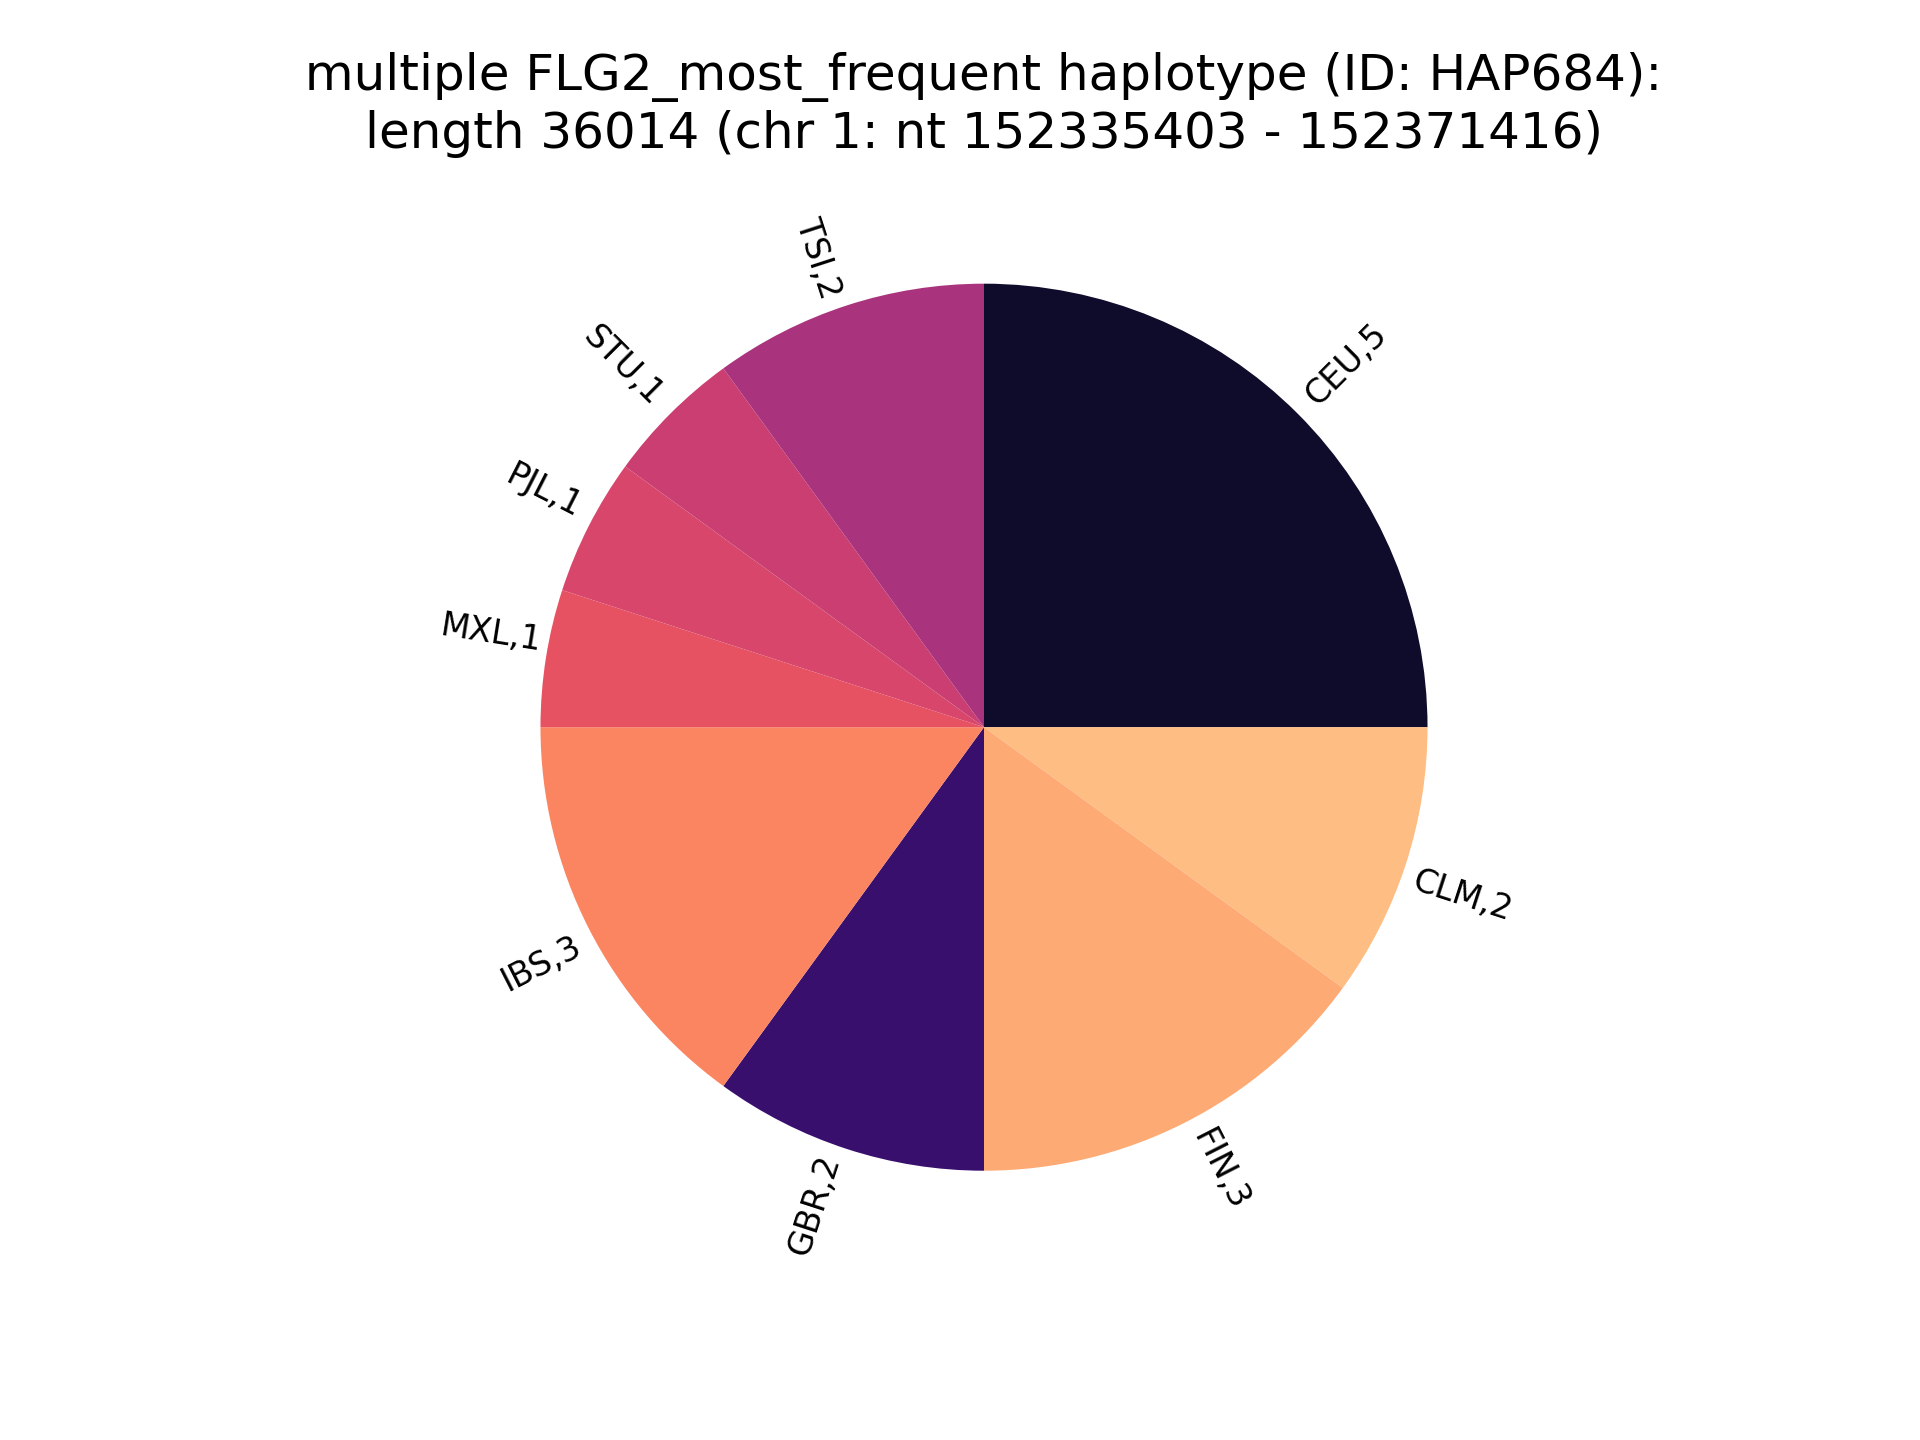 multiple FLG2_most_frequent haplotype (ID: HAP684):
length 36014 (chr 1: nt 152335403 - 152371416)
TSI,2
CEU,5
STU,1
PJL,1
MXL,1
CLM,2
IBS,3
FIN,3
GBR,2